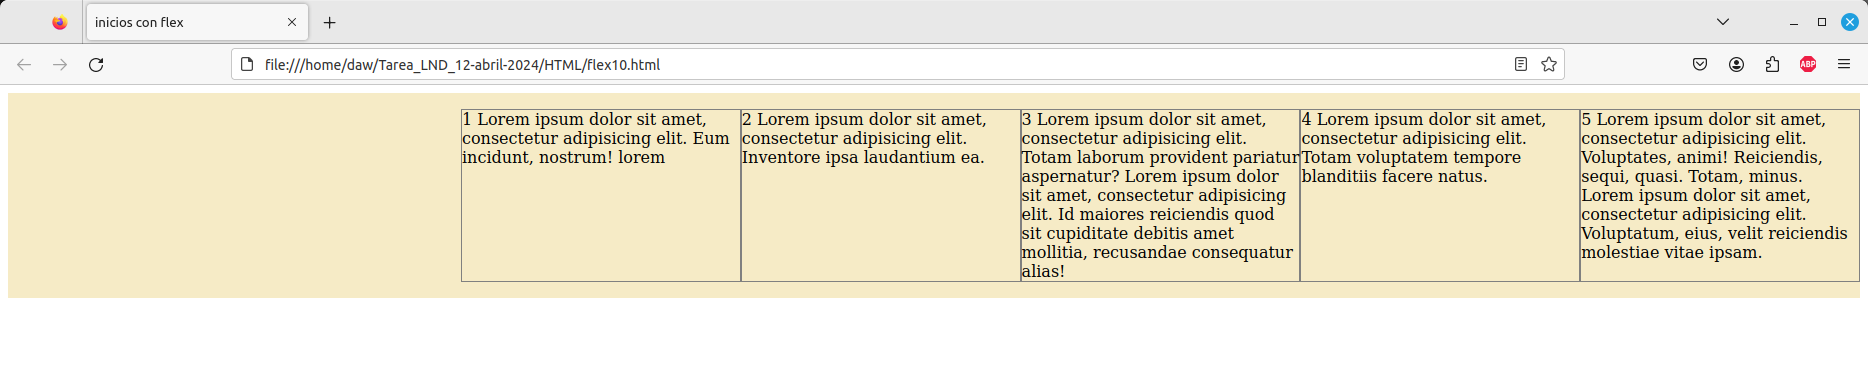 inicios con flex
file:///home/daw/Tarea_LND_12-abril-2024/HTML/flex10.html
ABP
1 Lorem ipsum dolor sit amet,
consectetur adipisicing elit. Eum
incidunt, nostrum! lorem
2 Lorem ipsum dolor sit amet,
consectetur adipisicing elit.
Inventore ipsa laudantium ea.
3 Lorem ipsum dolor sit amet,
consectetur adipisicing elit.
Totam laborum provident pariatur
aspernatur? Lorem ipsum dolor
sit amet, consectetur adipisicing
elit. Id maiores reiciendis quod
sit cupiditate debitis amet
mollitia, recusandae consequatur
alias!
4 Lorem ipsum dolor sit amet,
consectetur adipisicing elit.
Totam voluptatem tempore
blanditiis facere natus.
5 Lorem ipsum dolor sit amet,
consectetur adipisicing elit.
Voluptates, animi! Reiciendis,
sequi, quasi. Totam, minus.
Lorem ipsum dolor sit amet,
consectetur adipisicing elit.
Voluptatum, eius, velit reiciendis
molestiae vitae ipsam.